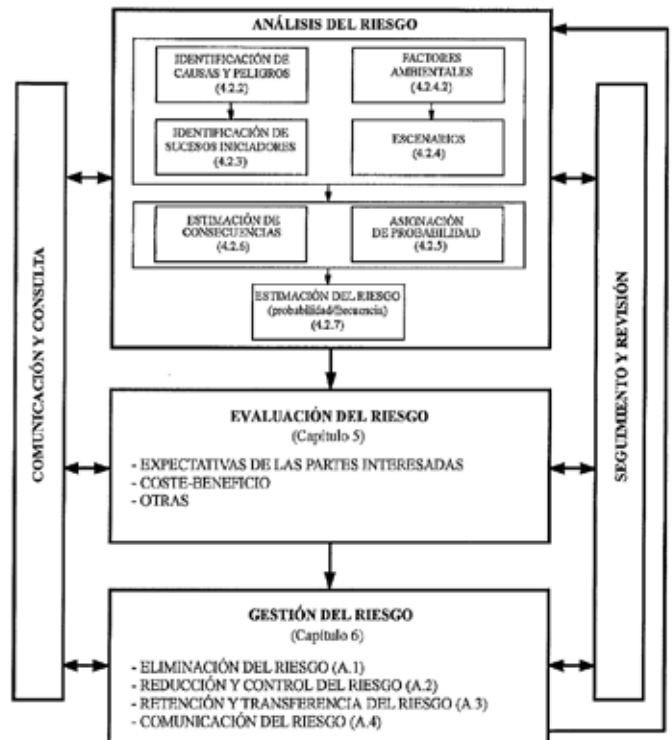 ANÁLISIS DEL RIESGO
IDENTIFICACIÓN DE
CAUSAS Y PELIGROS
(4.2.2)
FACTORES
AMBIENTALES
(4.2.4.2)
IDENTIFICACIÓN DE
SUCESOS INICIADORES
(4.2.3)
ESCENARIOS
(4.2.4)
ESTIMACIÓN DE
CONSECUENCIAS
(4.2.6)
ASIONACIÓN
DE PROBABILIDAD
(4.2.5)
ESTIMACIÓN DEL RIESGO
(probabilidad/frecuencia)
(4.2.7)
COMUNICACIÓN Y CONSULTA
SEGUIMIENTO Y REVISIÓN
EVALUACIÓN DEL RIESGO
(Capítulo 5)
- EXPECTATIVAS DE LAS PARTES INTERESADAS
- COSTE-BENEFICIO
- OTRAS
GESTIÓN DEL RIESGO
(Capítulo 6)
- ELIMINACIÓN DEL RIESGO (A.1)
- REDUCCIÓN Y CONTROL DEL RIESGO (A.2)
- RETENCIÓN Y TRANSFERENCIA DEL RIESGO (A.3)
- COMUNICACIÓN DEL RIESGO (A.4)